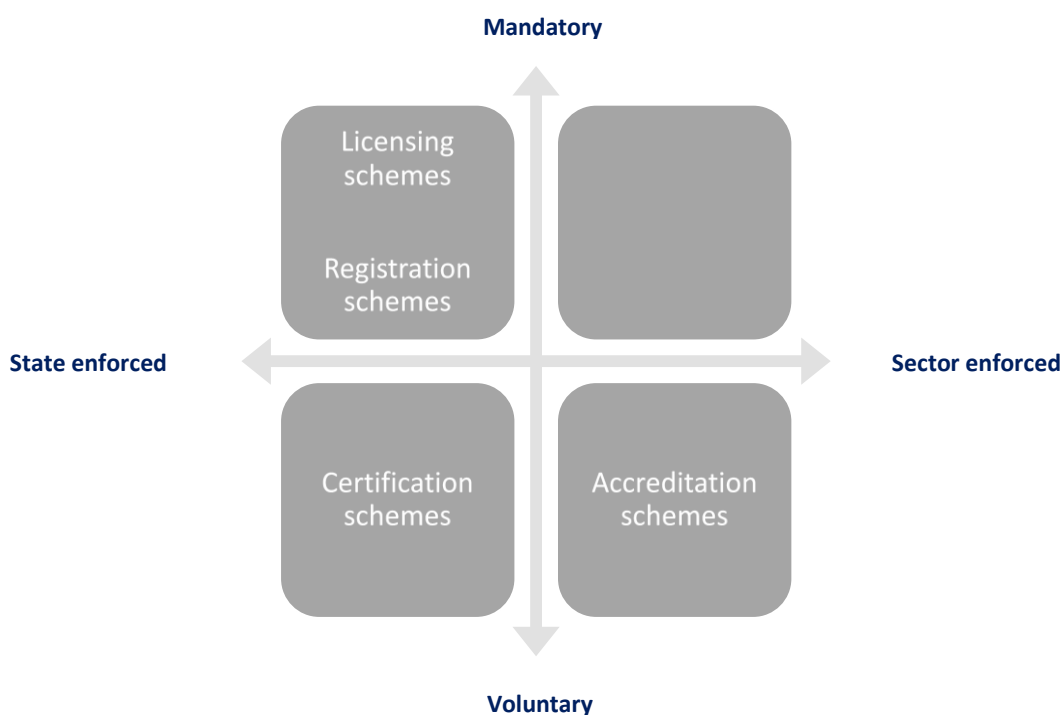 Mandatory
Licensing
schemes
Registration
schemes
State enforced
Sector enforced
Certification
schemes
Accreditation
schemes
Voluntary